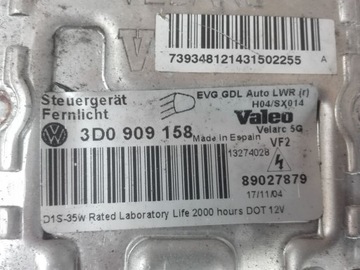 739348121431502255 A
Steuergerät
Fernlicht
EVG GDL Auto LWR (r)
H04/SX014
Valeo
Velarc 5G
3D0 909 158
Made in Espain
VF2
13274028
89027879
17/11/04
D1S-35w Rated Laboratory Life 2000 hours DOT 12V